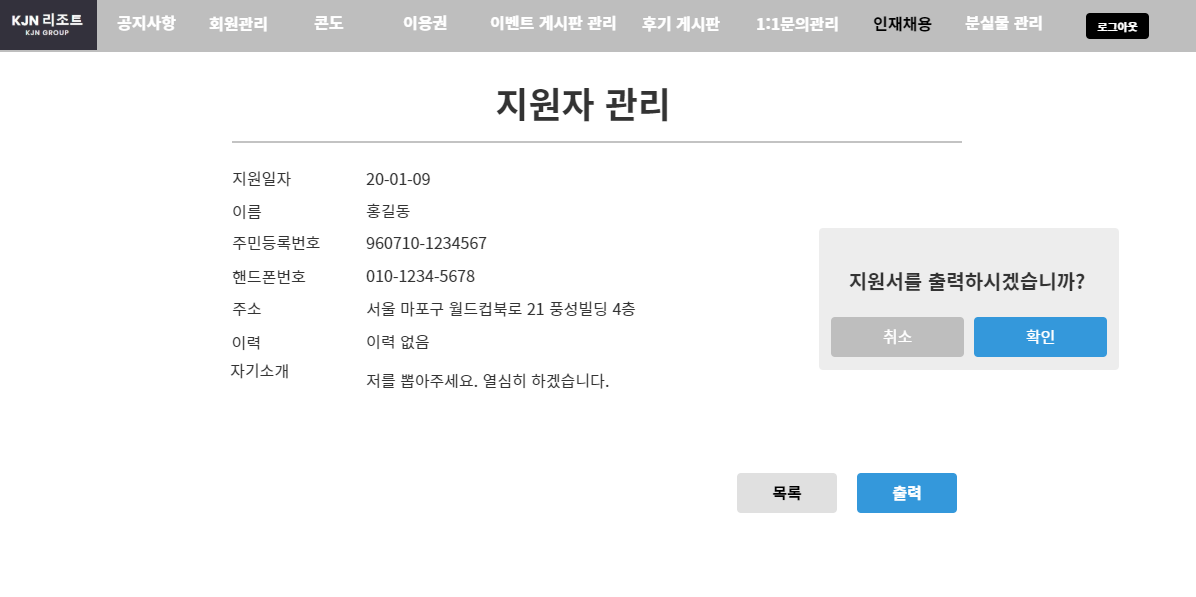 KJN 리조트
KJN GROUP
공지사항 회원관리 콘도 이용권 이벤트 게시판 관리 후기 게시판 1:1문의관리 인재채용 분실물 관리 로그아웃
지원자 관리
지원일자 20-01-09
이름 홍길동
주민등록번호 960710-1234567
핸드폰번호 010-1234-5678
주소 서울 마포구 월드컵북로 21 풍성빌딩 4층
이력 이력 없음
자기소개 저를 뽑아주세요. 열심히 하겠습니다.
지원서를 출력하시겠습니까?
취소 확인
목록 출력